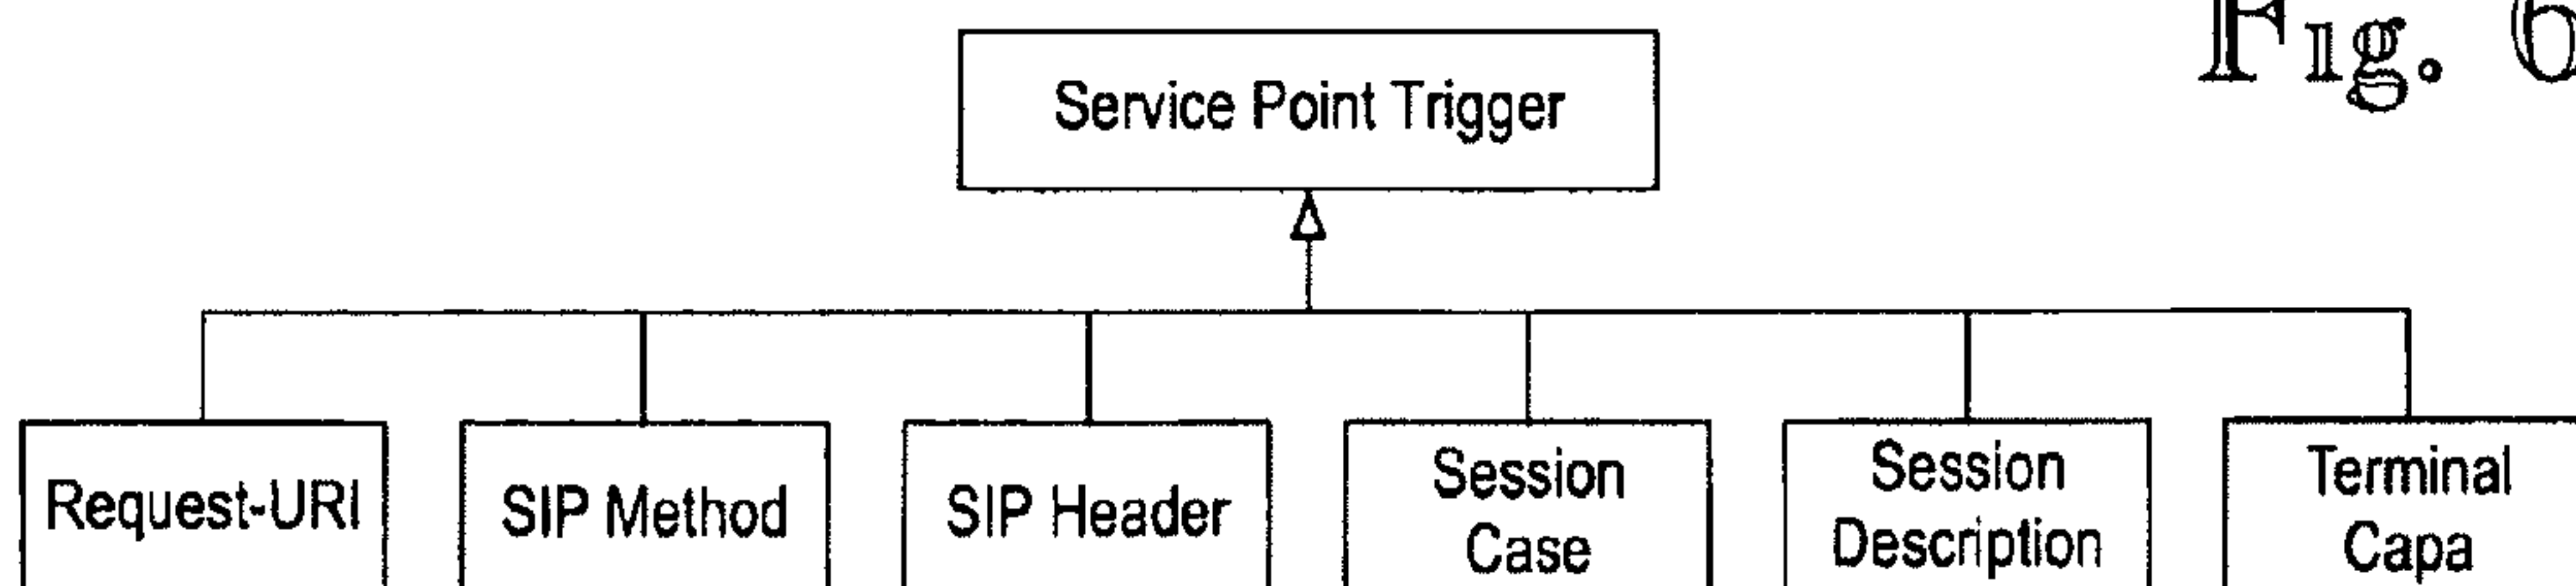 Fig. 6
Service Point Trigger
Request-URI
SIP Method
SIP Header
Session
Case
Session
Description
Terminal
Capa